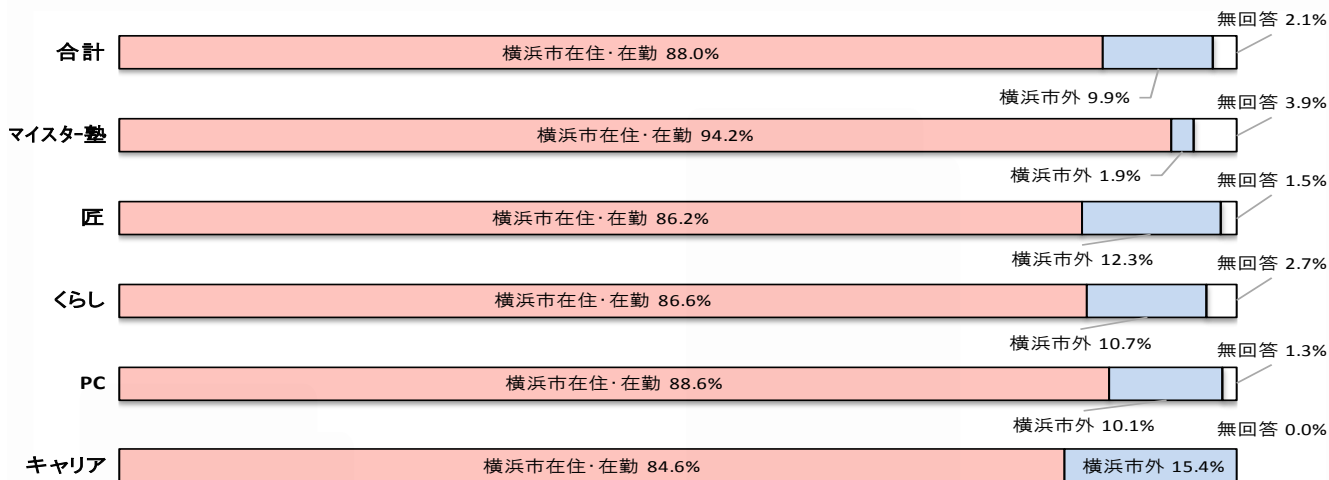 無回答 2.1%
合計 横浜市在住･在勤 88.0%
横浜市外 9.9%
無回答 3.9%
マイスター塾 横浜市在住･在勤 94.2%
横浜市外 1.9%
無回答 1.5%
匠 横浜市在住･在勤 86.2%
横浜市外 12.3%
無回答 2.7%
くらし 横浜市在住･在勤 86.6%
横浜市外 10.7%
無回答 1.3%
PC 横浜市在住･在勤 88.6%
横浜市外 10.1%
無回答 0.0%
キャリア 横浜市在住･在勤 84.6% 横浜市外 15.4%